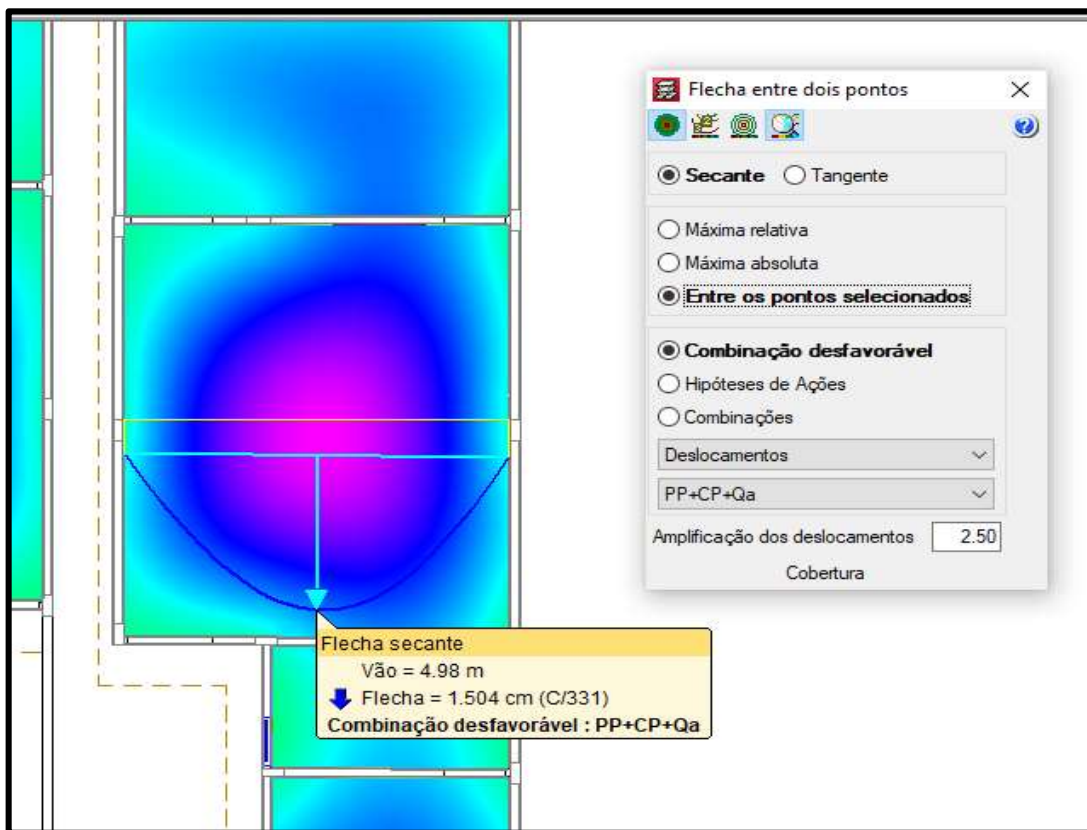 Flecha entre dois pontos
Secante Tangente
Máxima relativa
Máxima absoluta
Entre os pontos selecionados
Combinação desfavorável
Hipóteses de Ações
Combinações
Deslocamentos
PP+CP+Qa
Amplificação dos deslocamentos 2.50
Cobertura
Flecha secante
Vão = 4.98 m
Flecha = 1.504 cm (C/331)
Combinação desfavorável : PP+CP+Qa